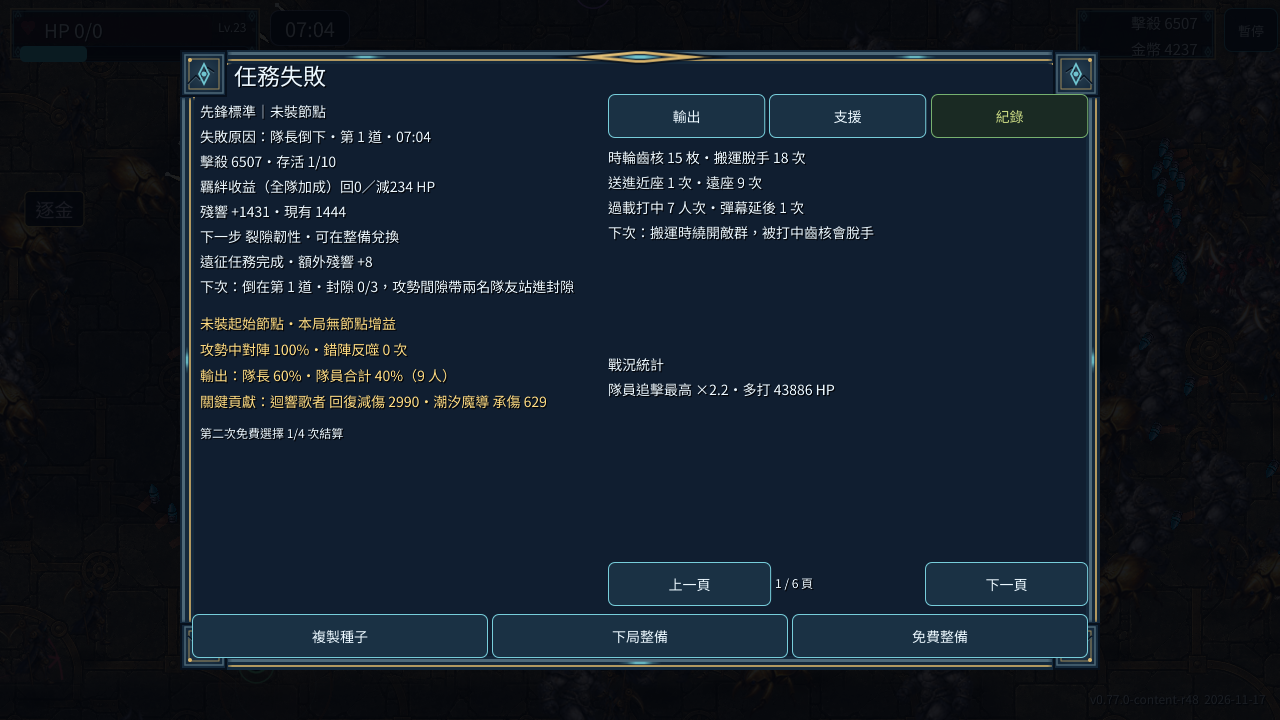 HP 0/0
Lv.23
07:04
擊殺 6507
金幣 4237
暫停
逐金
任務失敗
先鋒標準｜未裝節點
失敗原因：隊長倒下・第 1 道・07:04
擊殺 6507・存活 1/10
羈絆收益（全隊加成）回0／減234 HP
殘響 +1431・現有 1444
下一步 裂隙韌性・可在整備兌換
遠征任務完成・額外殘響 +8
下次：倒在第 1 道・封隙 0/3，攻勢間隙帶兩名隊友站進封隙
未裝起始節點・本局無節點增益
攻勢中對陣 100%・錯陣反噬 0 次
輸出：隊長 60%・隊員合計 40%（9 人）
關鍵貢獻：迴響歌者 回復減傷 2990・潮汐魔導 承傷 629
第二次免費選擇 1/4 次結算
輸出
支援
紀錄
時輪齒核 15 枚・搬運脫手 18 次
送進近座 1 次・遠座 9 次
過載打中 7 人次・彈幕延後 1 次
下次：搬運時繞開敵群，被打中齒核會脫手
戰況統計
隊員追擊最高 ×2.2・多打 43886 HP
上一頁
1 / 6 頁
下一頁
複製種子
下局整備
免費整備
v0.77.0-content-r48 2026-11-17